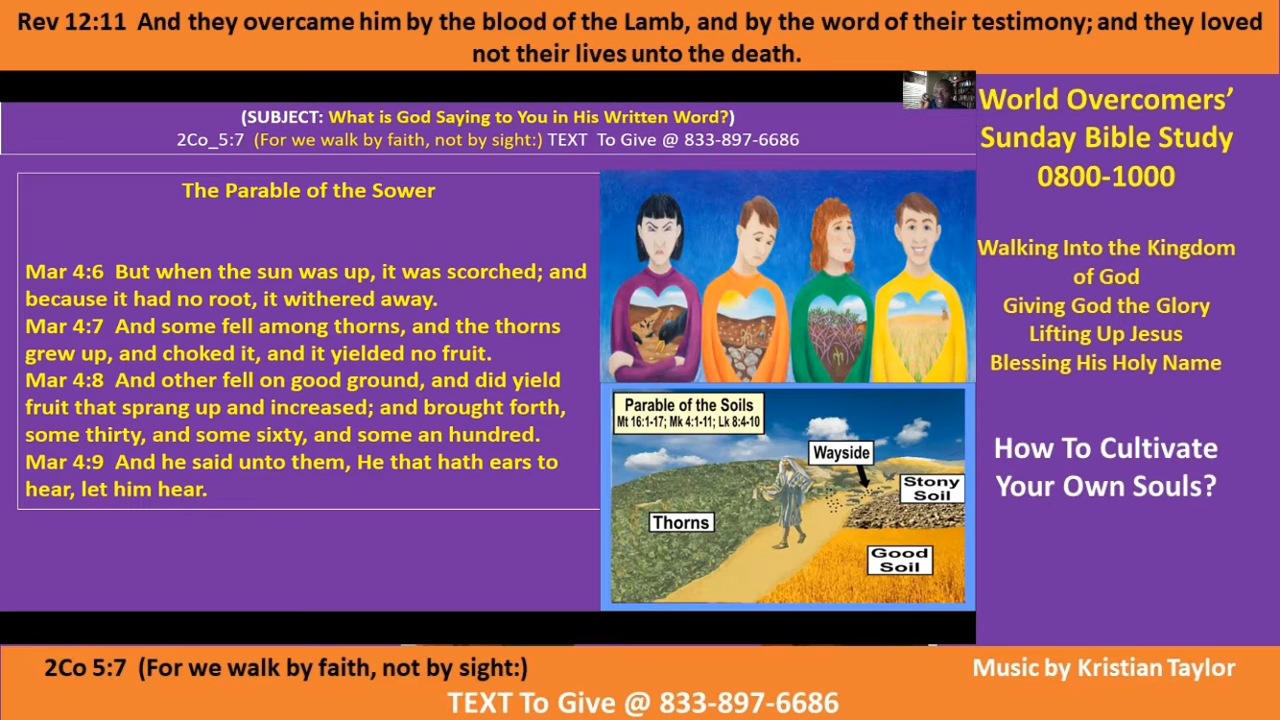 Rev 12:11 And they overcame him by the blood of the Lamb, and by the word of their testimony; and they loved
not their lives unto the death.
(SUBJECT: What is God Saying to You in His Written Word?)
2Co_5:7 (For we walk by faith, not by sight:) TEXT To Give @ 833-897-6686
The Parable of the Sower
Mar 4:6 But when the sun was up, it was scorched; and
because it had no root, it withered away.
Mar 4:7 And some fell among thorns, and the thorns
grew up, and choked it, and it yielded no fruit.
Mar 4:8 And other fell on good ground, and did yield
fruit that sprang up and increased; and brought forth,
some thirty, and some sixty, and some an hundred.
Mar 4:9 And he said unto them, He that hath ears to
hear, let him hear.
Parable of the Soils
Mt 16:1-17; Mk 4:1-11; Lk 8:4-10
Wayside
Stony
Soil
Thorns
Good
Soil
World Overcomers'
Sunday Bible Study
0800-1000
Walking Into the Kingdom
of God
Giving God the Glory
Lifting Up Jesus
Blessing His Holy Name
How To Cultivate
Your Own Souls?
2Co 5:7 (For we walk by faith, not by sight:)
Music by Kristian Taylor
TEXT To Give @ 833-897-6686